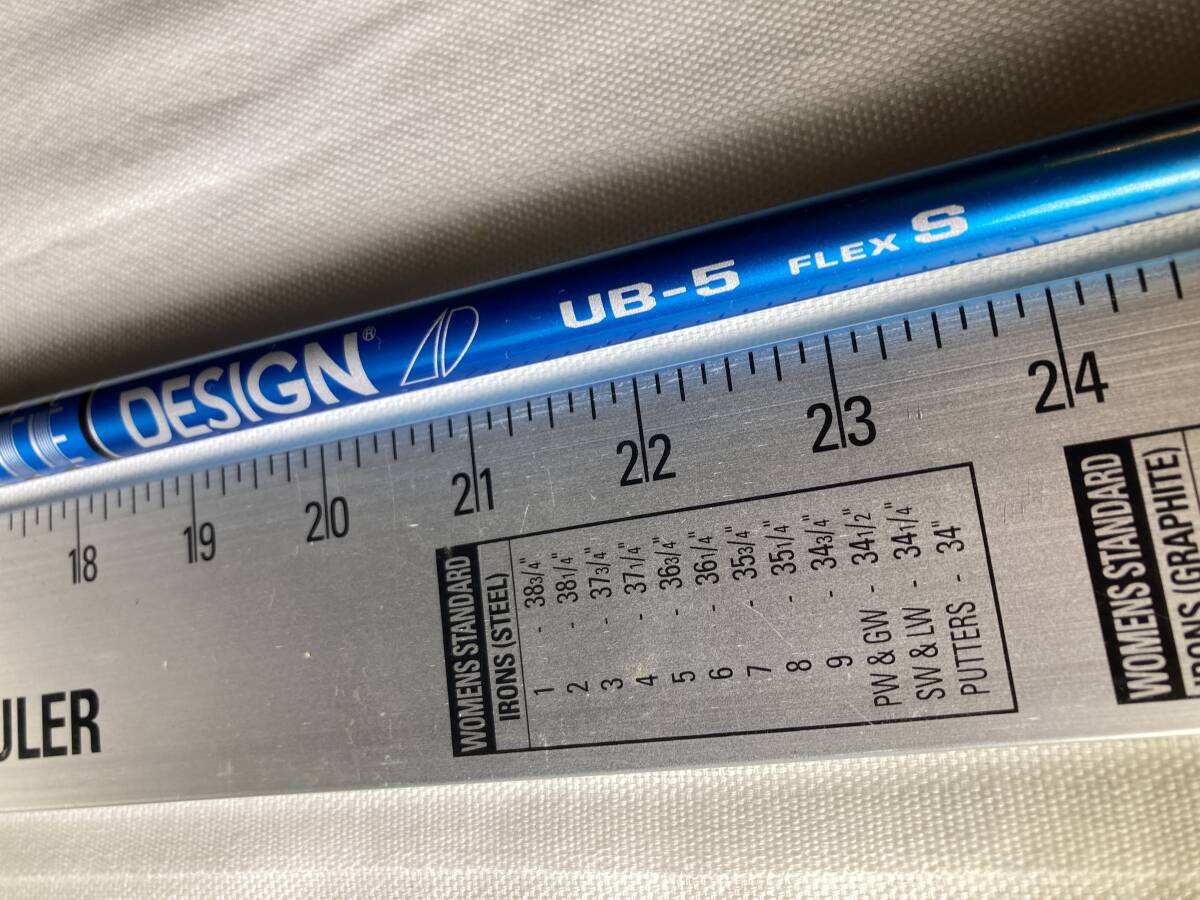 DESIGN®
UB-5 FLEX S
18 19 20 21 22 23 24
ULER
WOMENS STANDARD
IRONS (STEEL)
1 - 38 3/4"
2 - 38 1/4"
3 - 37 3/4"
4 - 37 1/4"
5 - 36 3/4"
6 - 36 1/4"
7 - 35 3/4"
8 - 35 1/4"
9 - 34 3/4"
PW & GW - 34 1/2"
SW & LW - 34 1/4"
PUTTERS - 34"
WOMENS STANDARD
IRONS (GRAPHITE)